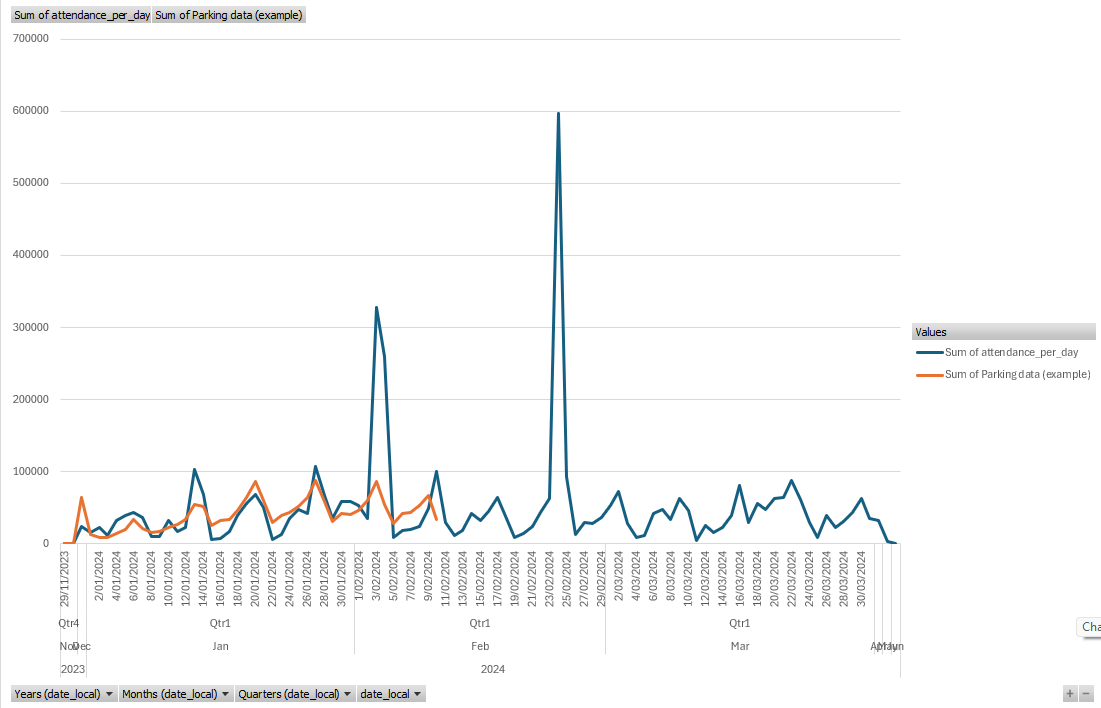 Sum of attendance_per_day Sum of Parking data (example)
700000
600000
500000
400000
300000
200000
100000
0
Values
Sum of attendance_per_day
Sum of Parking data (example)
29/11/2023 2/01/2024 4/01/2024 6/01/2024 8/01/2024 10/01/2024 12/01/2024 14/01/2024 16/01/2024 18/01/2024 20/01/2024 22/01/2024 24/01/2024 26/01/2024 28/01/2024 30/01/2024 1/02/2024 3/02/2024 5/02/2024 7/02/2024 9/02/2024 11/02/2024 13/02/2024 15/02/2024 17/02/2024 19/02/2024 21/02/2024 23/02/2024 25/02/2024 27/02/2024 29/02/2024 2/03/2024 4/03/2024 6/03/2024 8/03/2024 10/03/2024 12/03/2024 14/03/2024 16/03/2024 18/03/2024 20/03/2024 22/03/2024 24/03/2024 26/03/2024 28/03/2024 30/03/2024
Qtr4 Qtr1 Qtr1 Qtr1
Nov Dec Jan Feb Mar Apr May Jun
2023 2024
Cha
Years (date_local) Months (date_local) Quarters (date_local) date_local
+ −